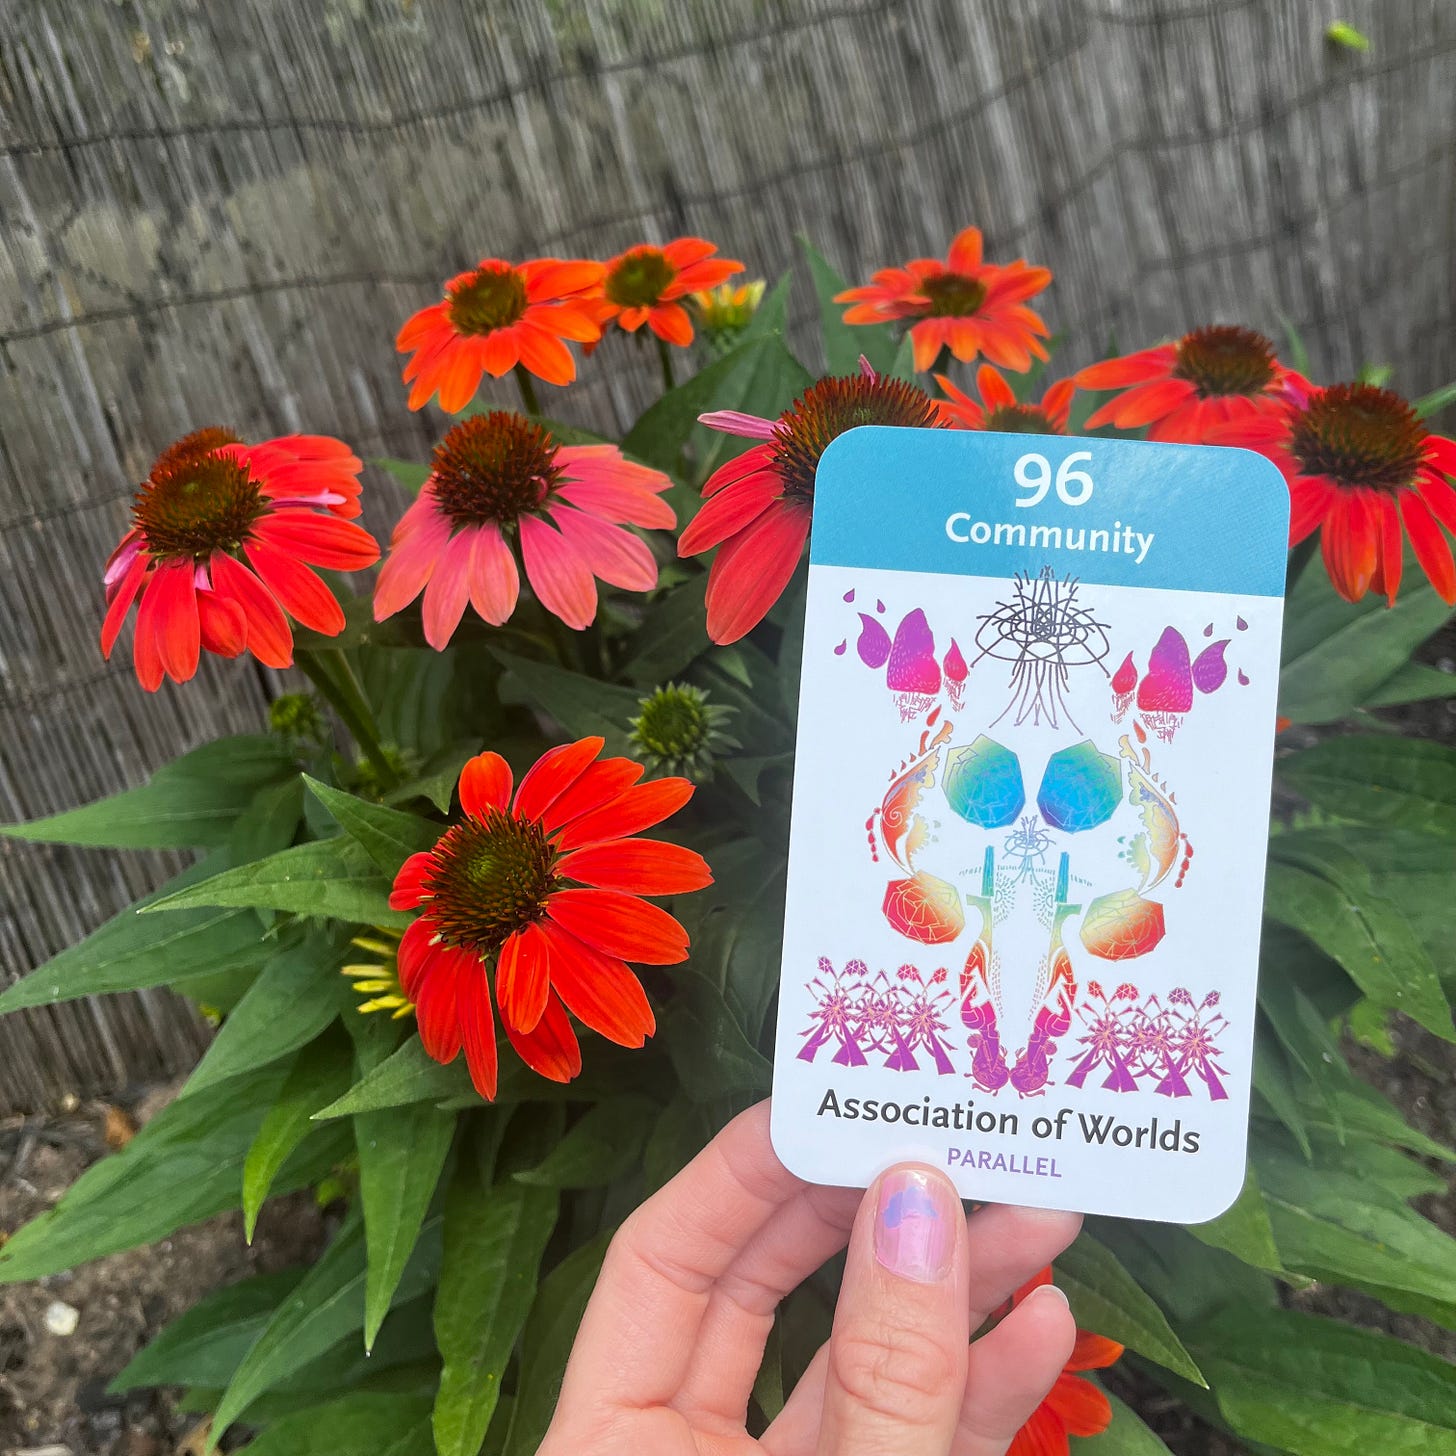 96
Community
Association of Worlds
PARALLEL